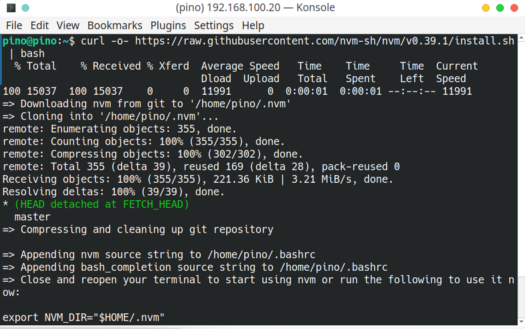 (pino) 192.168.100.20 — Konsole
File Edit View Bookmarks Plugins Settings Help
pino@pino:~$ curl -o- https://raw.githubusercontent.com/nvm-sh/nvm/v0.39.1/install.sh
| bash
% Total % Received % Xferd Average Speed Time Time Time Current
Dload Upload Total Spent Left Speed
100 15037 100 15037 0 0 11991 0 0:00:01 0:00:01 --:--:-- 11991
=> Downloading nvm from git to '/home/pino/.nvm'
=> Cloning into '/home/pino/.nvm'...
remote: Enumerating objects: 355, done.
remote: Counting objects: 100% (355/355), done.
remote: Compressing objects: 100% (302/302), done.
remote: Total 355 (delta 39), reused 169 (delta 28), pack-reused 0
Receiving objects: 100% (355/355), 221.36 KiB | 3.21 MiB/s, done.
Resolving deltas: 100% (39/39), done.
* (HEAD detached at FETCH_HEAD)
master
=> Compressing and cleaning up git repository
=> Appending nvm source string to /home/pino/.bashrc
=> Appending bash_completion source string to /home/pino/.bashrc
=> Close and reopen your terminal to start using nvm or run the following to use it n
ow:
export NVM_DIR="$HOME/.nvm"